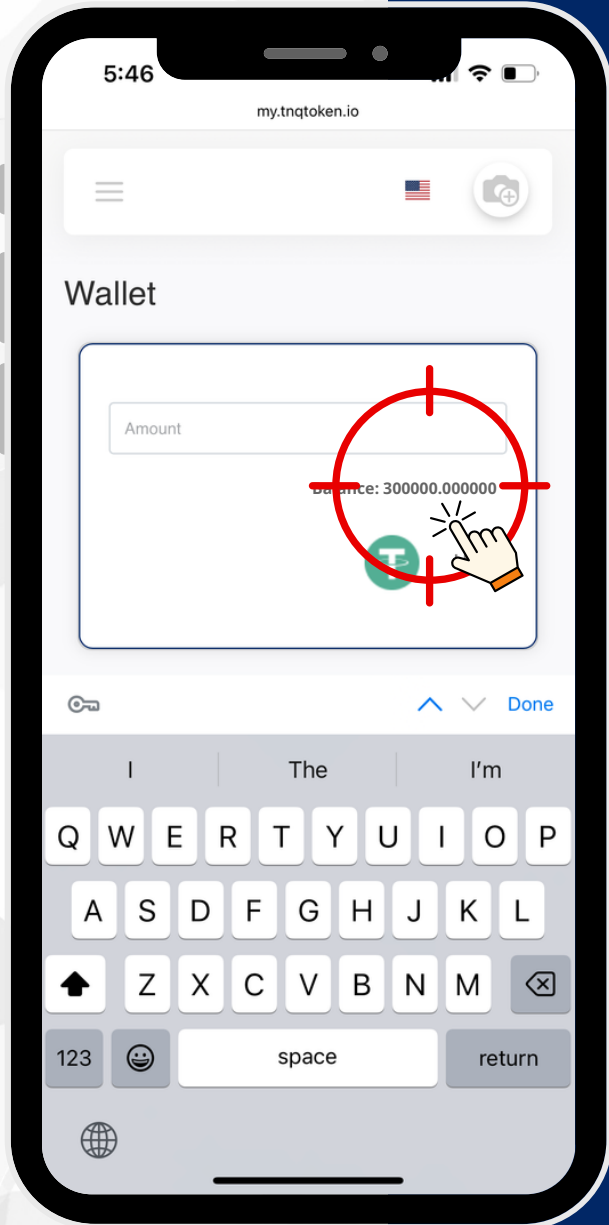 5:46
my.tnqtoken.io
Wallet
Amount
Balance: 300000.000000
Done
I The I'm
Q W E R T Y U I O P
A S D F G H J K L
Z X C V B N M
123 space return